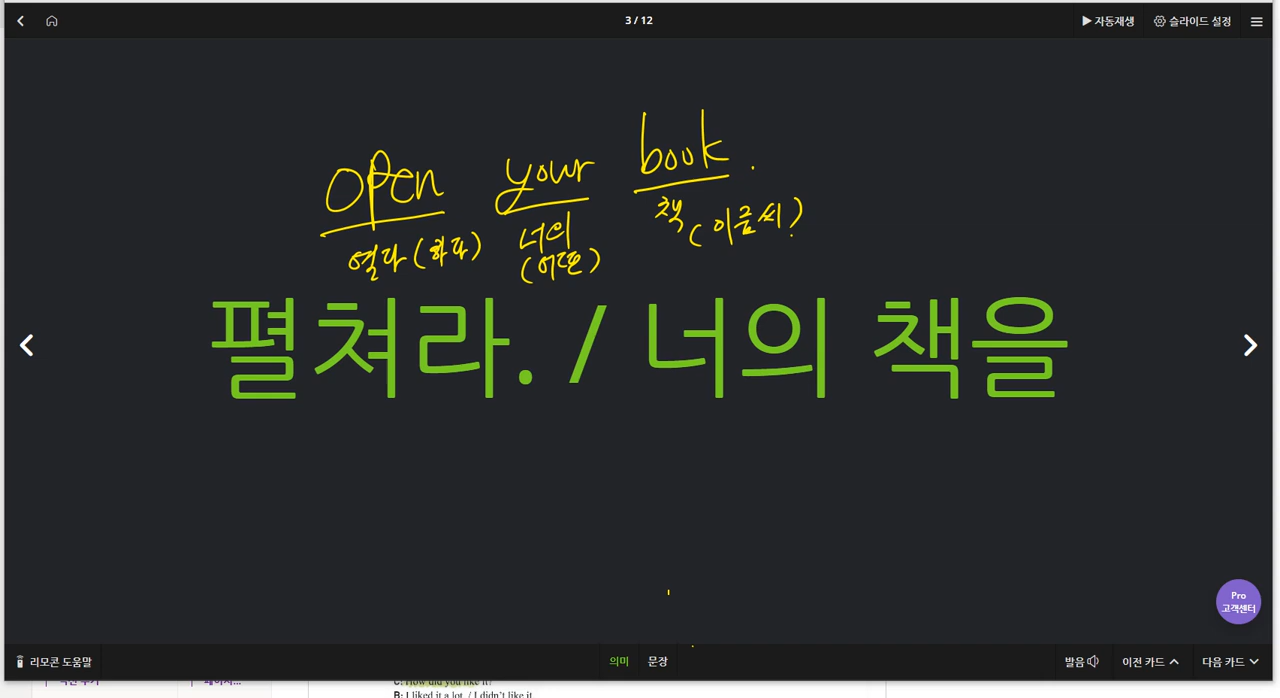 3 / 12
자동재생
슬라이드 설정
open your book .
열다 (하다) 너의 (어떤) 책 (이름씨)
펼쳐라. / 너의 책을
Pro
고객센터
리모콘 도움말
의미
문장
발음
이전 카드
다음 카드
C: How did you like it?
B: I liked it a lot. / I didn't like it